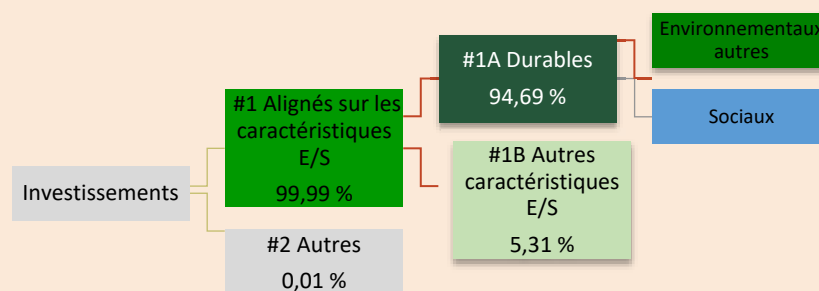 Investissements
#1 Alignés sur les
caractéristiques
E/S
99,99 %
#2 Autres
0,01 %
#1A Durables
94,69 %
#1B Autres
caractéristiques
E/S
5,31 %
Environnementaux
autres
Sociaux